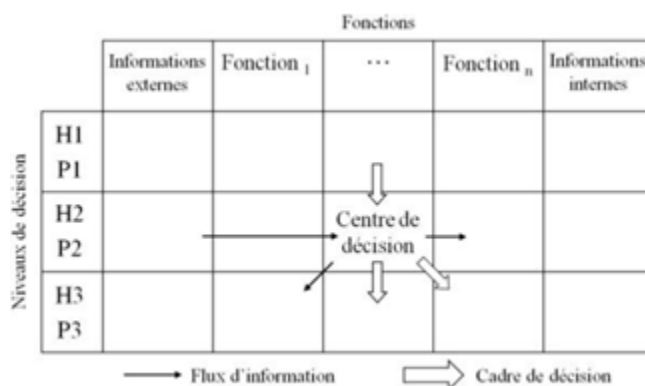 Fonctions
Informations externes
Fonction 1
...
Fonction n
Informations internes
Niveaux de décision
H1
P1
H2
P2
Centre de
décision
H3
P3
Flux d'information
Cadre de décision